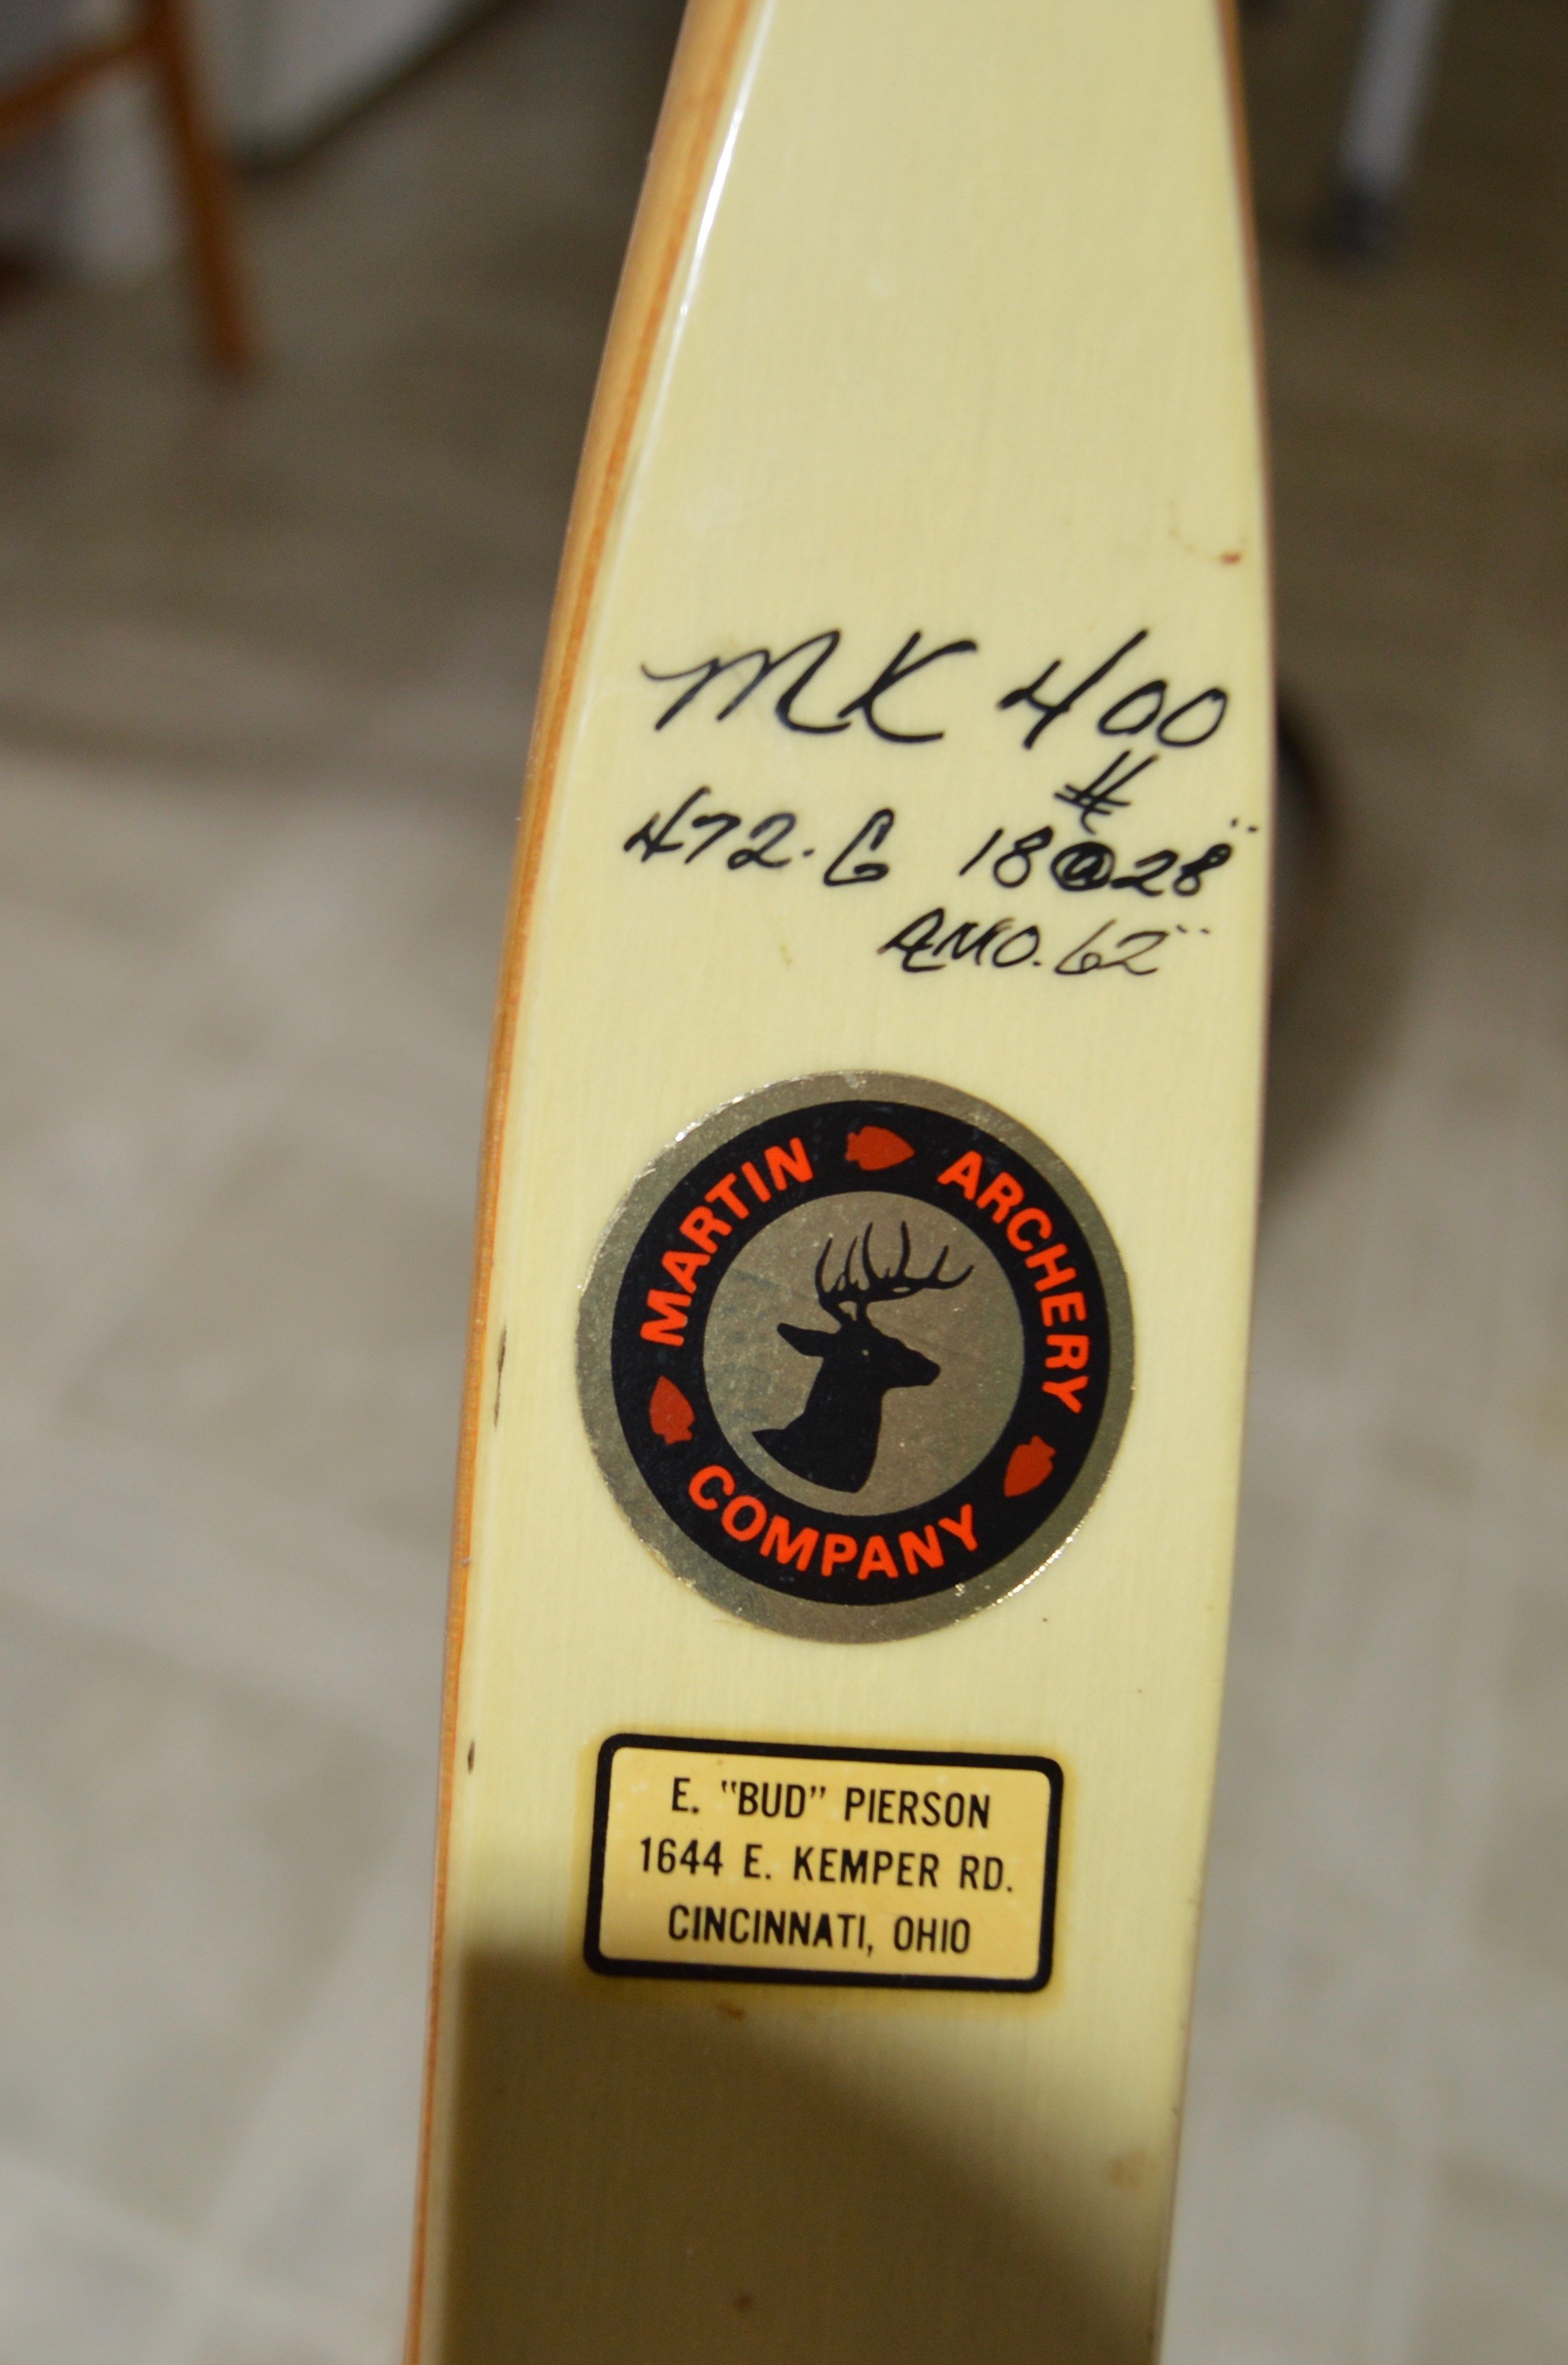 MK 400
#
472.G 18@28"
AMO.62"
MARTIN ARCHERY COMPANY
E. "BUD" PIERSON
1644 E. KEMPER RD.
CINCINNATI, OHIO